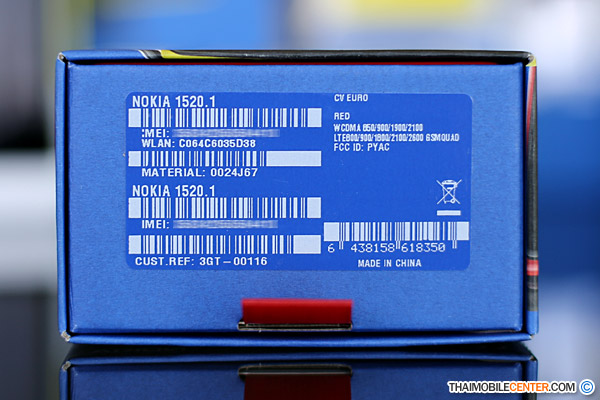 NOKIA 1520.1
IMEI:
WLAN: C064C6035D38
MATERIAL: 0024J67
NOKIA 1520.1
IMEI:
CUST.REF: 3GT-00116
CV EURO
RED
WCDMA 850/900/1900/2100
LTE800/900/1800/2100/2600 GSMQUAD
FCC ID: PYAC
6 438158 618350
MADE IN CHINA
THAIMOBILECENTER.COM ©